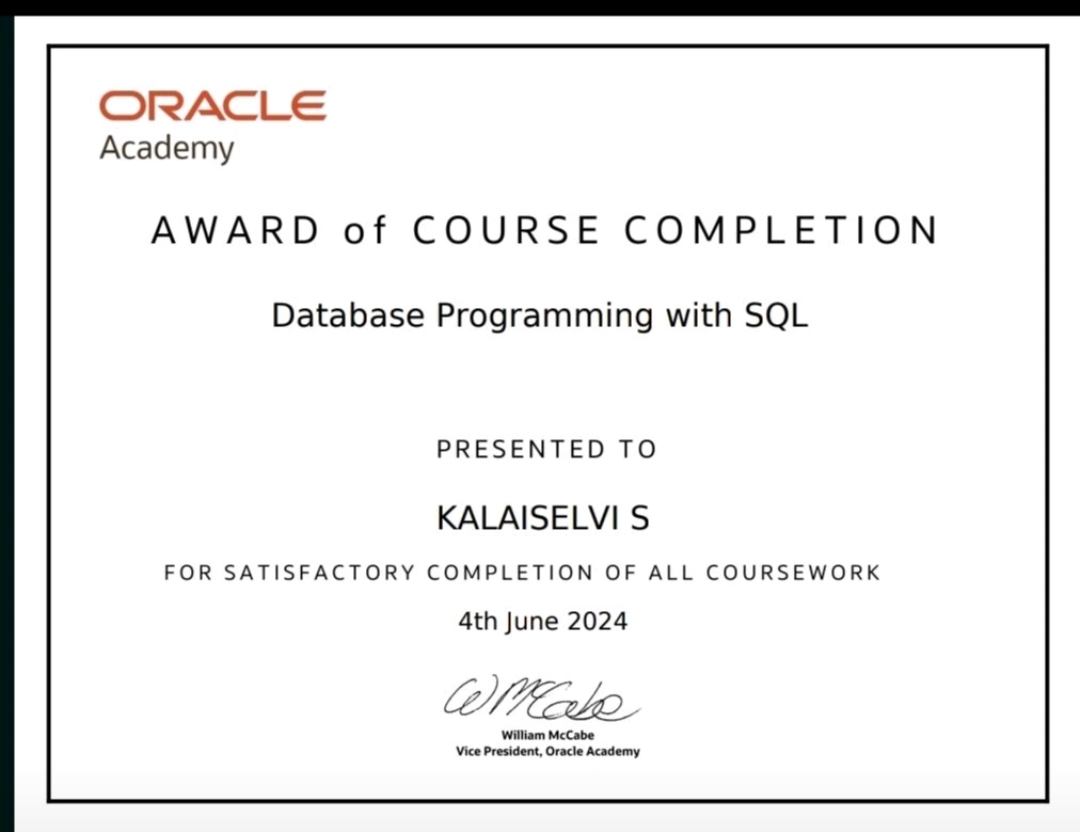 ORACLE
Academy
AWARD of COURSE COMPLETION
Database Programming with SQL
PRESENTED TO
KALAISELVI S
FOR SATISFACTORY COMPLETION OF ALL COURSEWORK
4th June 2024
W McCabe
William McCabe
Vice President, Oracle Academy